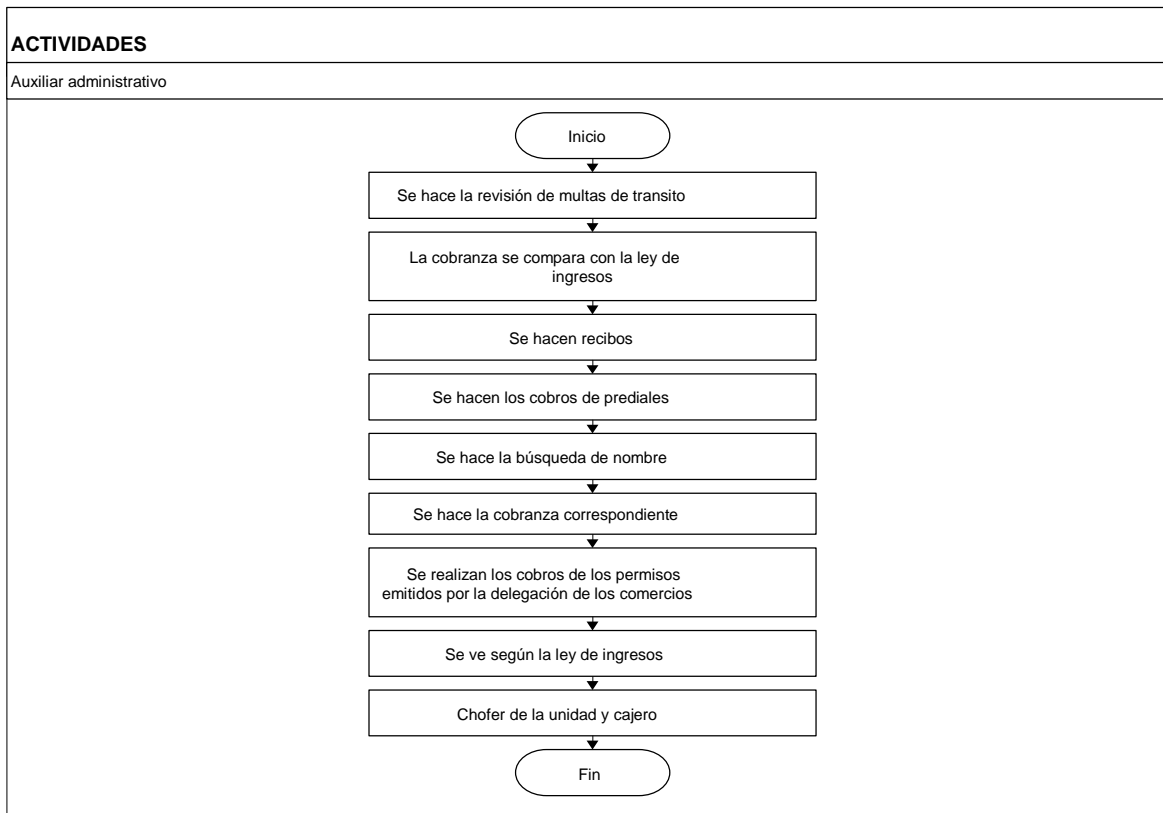 ACTIVIDADES
Auxiliar administrativo
Inicio
Se hace la revisión de multas de transito
La cobranza se compara con la ley de
ingresos
Se hacen recibos
Se hacen los cobros de prediales
Se hace la búsqueda de nombre
Se hace la cobranza correspondiente
Se realizan los cobros de los permisos
emitidos por la delegación de los comercios
Se ve según la ley de ingresos
Chofer de la unidad y cajero
Fin